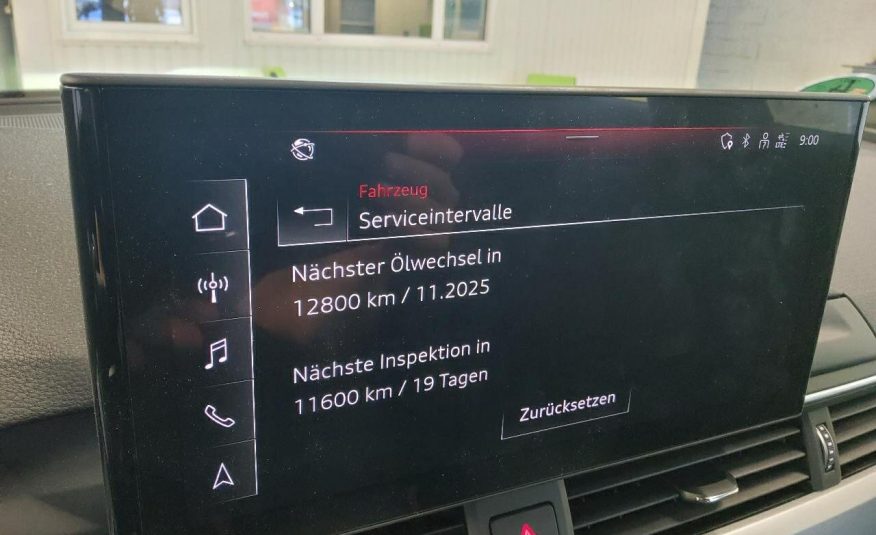 9:00
Fahrzeug
Serviceintervalle
Nächster Ölwechsel in
12800 km / 11.2025
Nächste Inspektion in
11600 km / 19 Tagen
Zurücksetzen